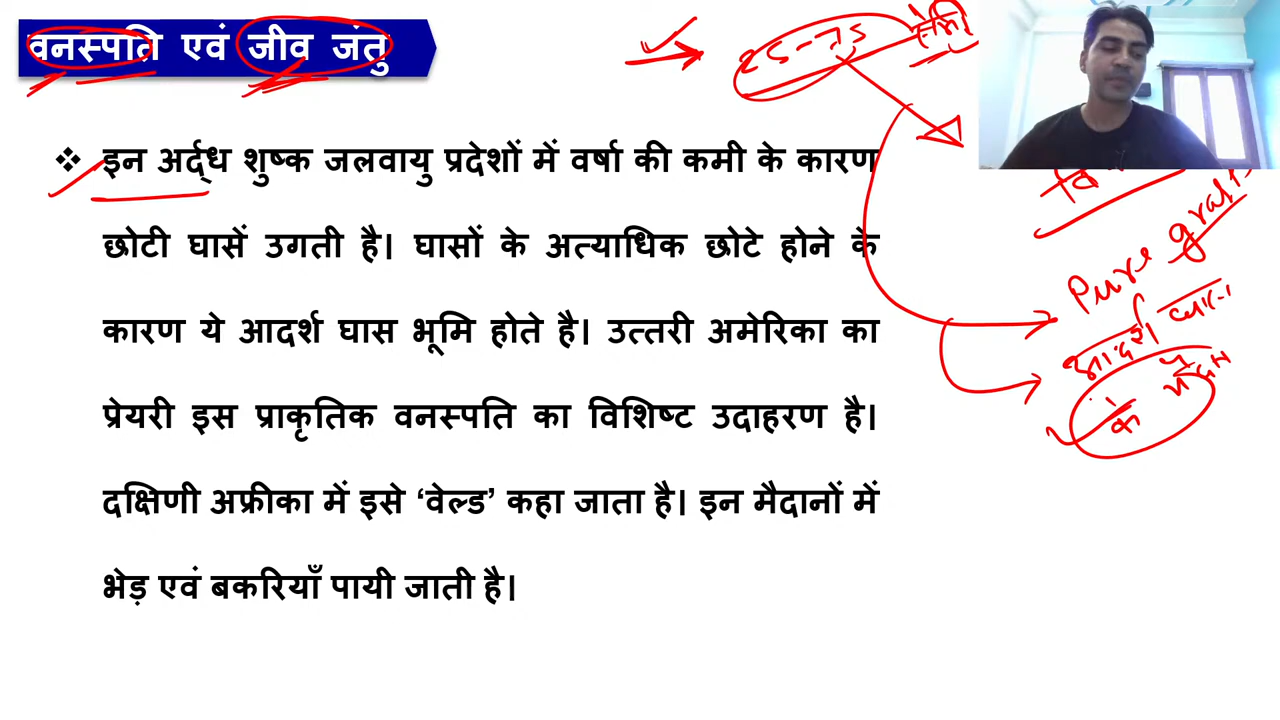 वनस्पति एवं जीव जंतु
25-75 सेमी
❖ इन अर्द्ध शुष्क जलवायु प्रदेशों में वर्षा की कमी के कारण
छोटी घासें उगती है। घासों के अत्याधिक छोटे होने के
कारण ये आदर्श घास भूमि होते है। उत्तरी अमेरिका का
प्रेयरी इस प्राकृतिक वनस्पति का विशिष्ट उदाहरण है।
दक्षिणी अफ्रीका में इसे ‘वेल्ड’ कहा जाता है। इन मैदानों में
भेड़ एवं बकरियाँ पायी जाती है।
Pure
आदर्श
के मैदान